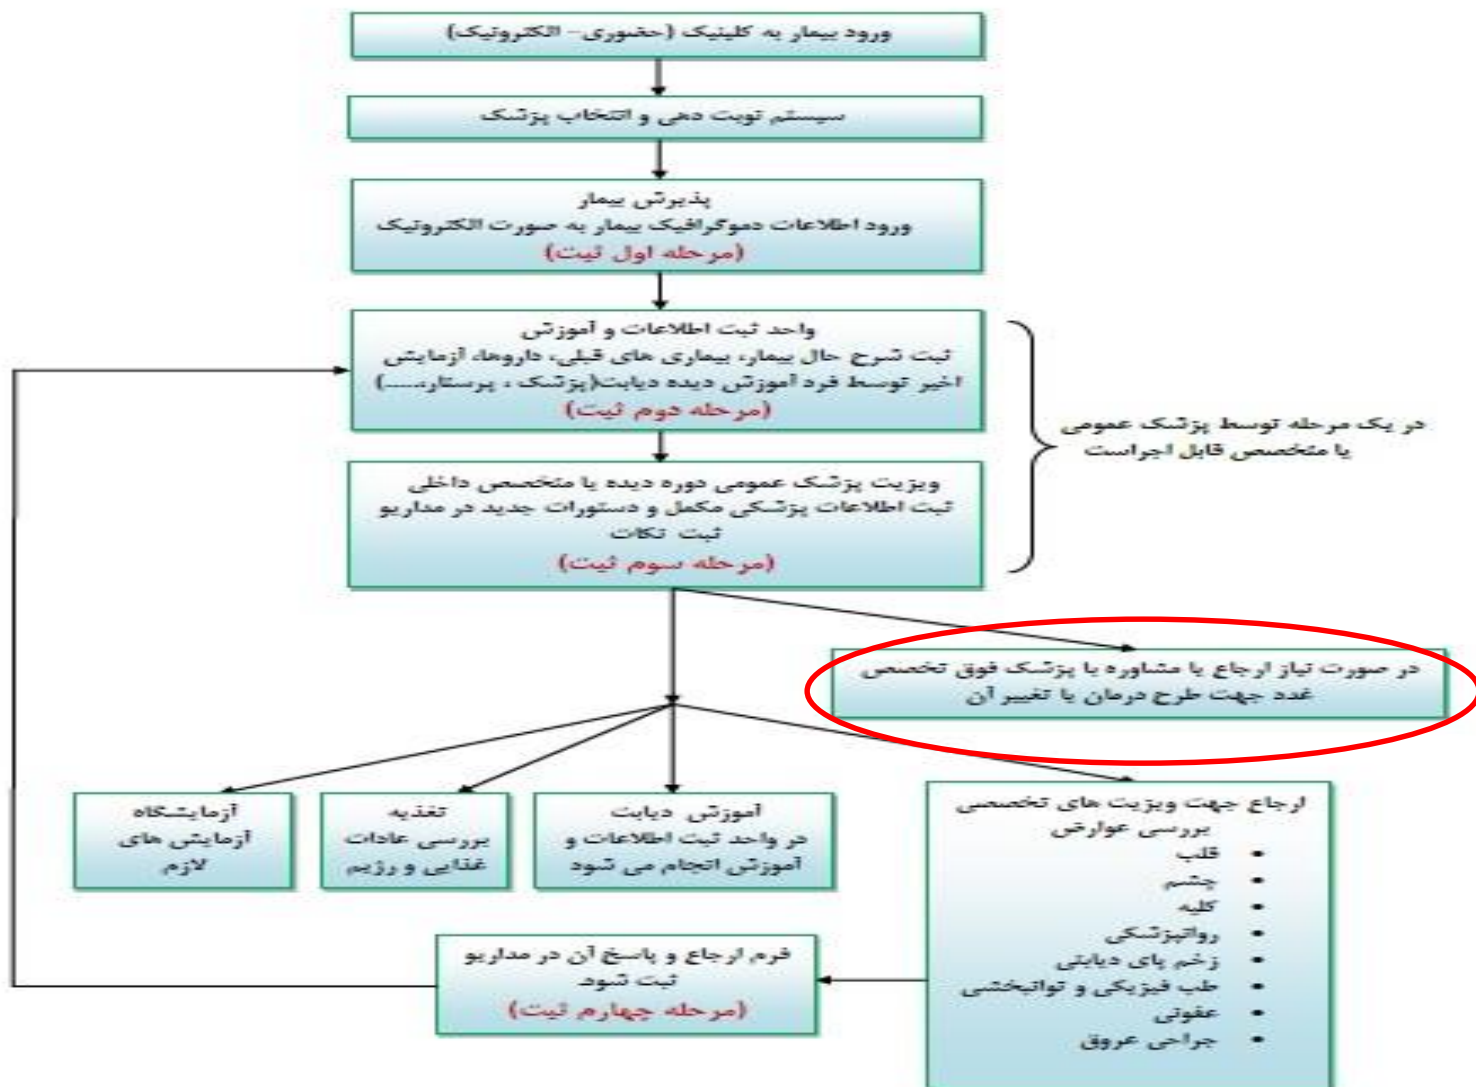 ورود بیمار به کلینیک (حضوری- الکترونیک)
سیستم نوبت دهی و انتخاب پزشک
پذیرش بیمار
ورود اطلاعات دموگرافیک بیمار به صورت الکترونیک
(مرحله اول ثبت)
واحد ثبت اطلاعات و آموزش
ثبت شرح حال بیمار، بیماری های قبلی، داروها، آزمایش
اخیر توسط فرد آموزش دیده دیابت(پزشک ، پرستار،.....)
(مرحله دوم ثبت)
در یک مرحله توسط پزشک عمومی
یا متخصص قابل اجراست
ویزیت پزشک عمومی دوره دیده یا متخصص داخلی
ثبت اطلاعات پزشکی مکمل و دستورات جدید در مداریو
ثبت نکات
(مرحله سوم ثبت)
در صورت نیاز ارجاع یا مشاوره با پزشک فوق تخصص
غدد جهت طرح درمان یا تغییر آن
ارجاع جهت ویزیت های تخصصی
بررسی عوارض
• قلب
• چشم
• کلیه
• روانپزشکی
• زخم پای دیابتی
• طب فیزیکی و توانبخشی
• عفونی
• جراحی عروق
آموزش دیابت
در واحد ثبت اطلاعات و
آموزش انجام می شود
تغذیه
بررسی عادات
غذایی و رژیم
آزمایشگاه
آزمایش های
لازم
فرم ارجاع و پاسخ آن در مداریو
ثبت شود.
(مرحله چهارم ثبت)